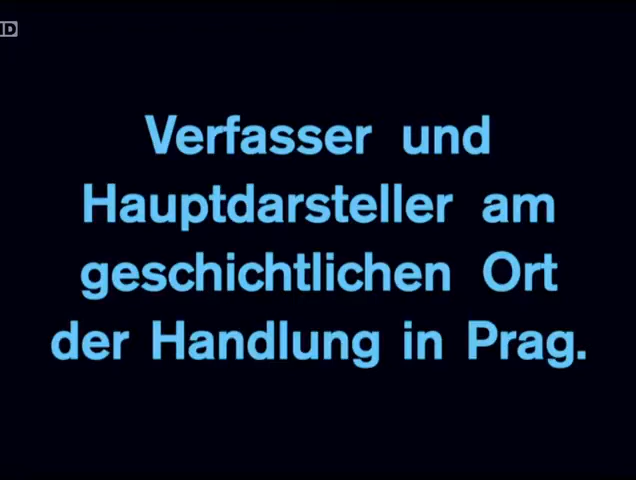 Verfasser und
Hauptdarsteller am
geschichtlichen Ort
der Handlung in Prag.